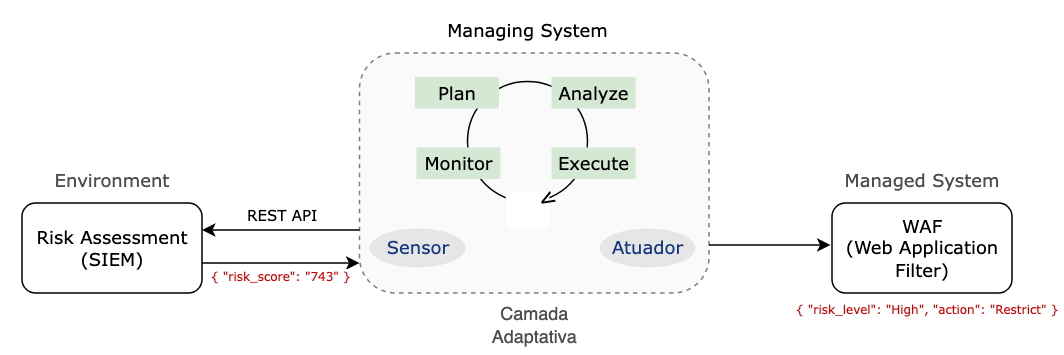 Managing System
Plan
Analyze
Monitor
Execute
Environment
Managed System
Risk Assessment
(SIEM)
REST API
{ "risk_score": "743" }
Sensor
Atuador
WAF
(Web Application
Filter)
{ "risk_level": "High", "action": "Restrict" }
Camada
Adaptativa